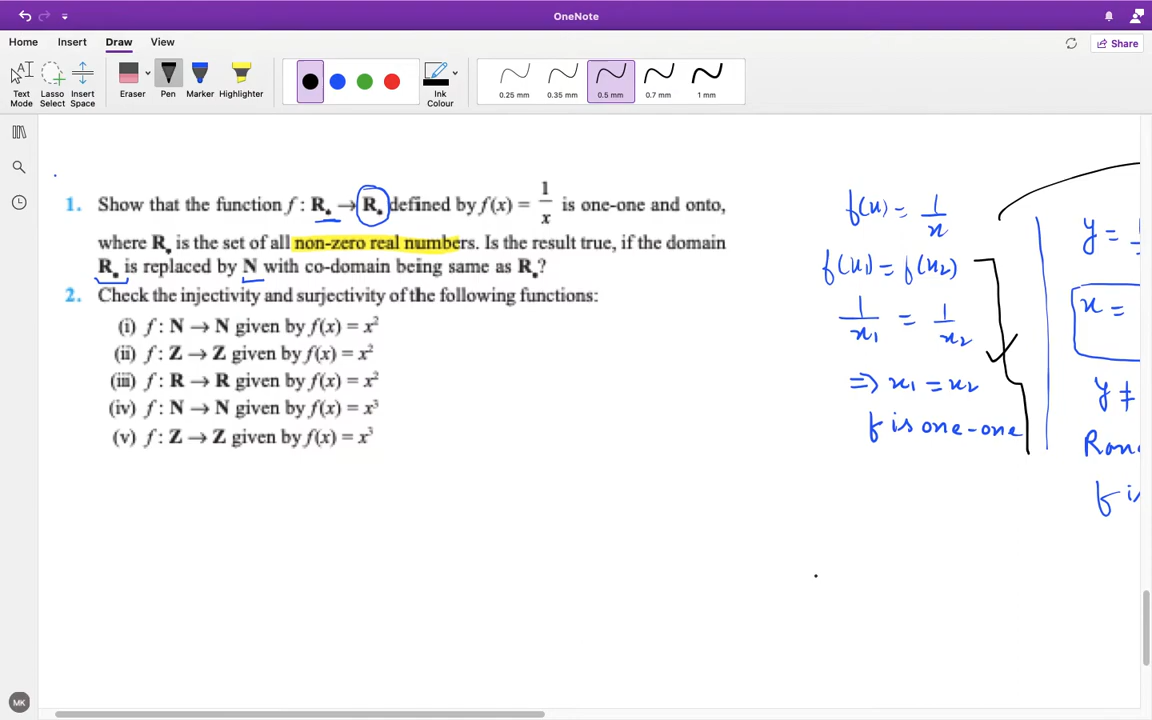 OneNote
Home Insert Draw View
Share
Text Mode
Lasso Select
Insert Space
Eraser
Pen
Marker
Highlighter
Ink Colour
0.25 mm
0.35 mm
0.5 mm
0.7 mm
1 mm
1. Show that the function f : R* → R* defined by f(x) = 1/x is one-one and onto,
where R* is the set of all non-zero real numbers. Is the result true, if the domain
R* is replaced by N with co-domain being same as R*?
2. Check the injectivity and surjectivity of the following functions:
(i) f : N → N given by f(x) = x²
(ii) f : Z → Z given by f(x) = x²
(iii) f : R → R given by f(x) = x²
(iv) f : N → N given by f(x) = x³
(v) f : Z → Z given by f(x) = x³
f(x) = 1/x
f(x₁) = f(x₂)
1/x₁ = 1/x₂
⇒ x₁ = x₂
f is one-one
y =
x =
y ≠
f is
MK